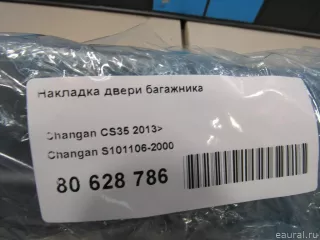 Накладка двери багажника
Changan CS35 2013>
Changan S101106-2000
80 628 786
© eaural.ru